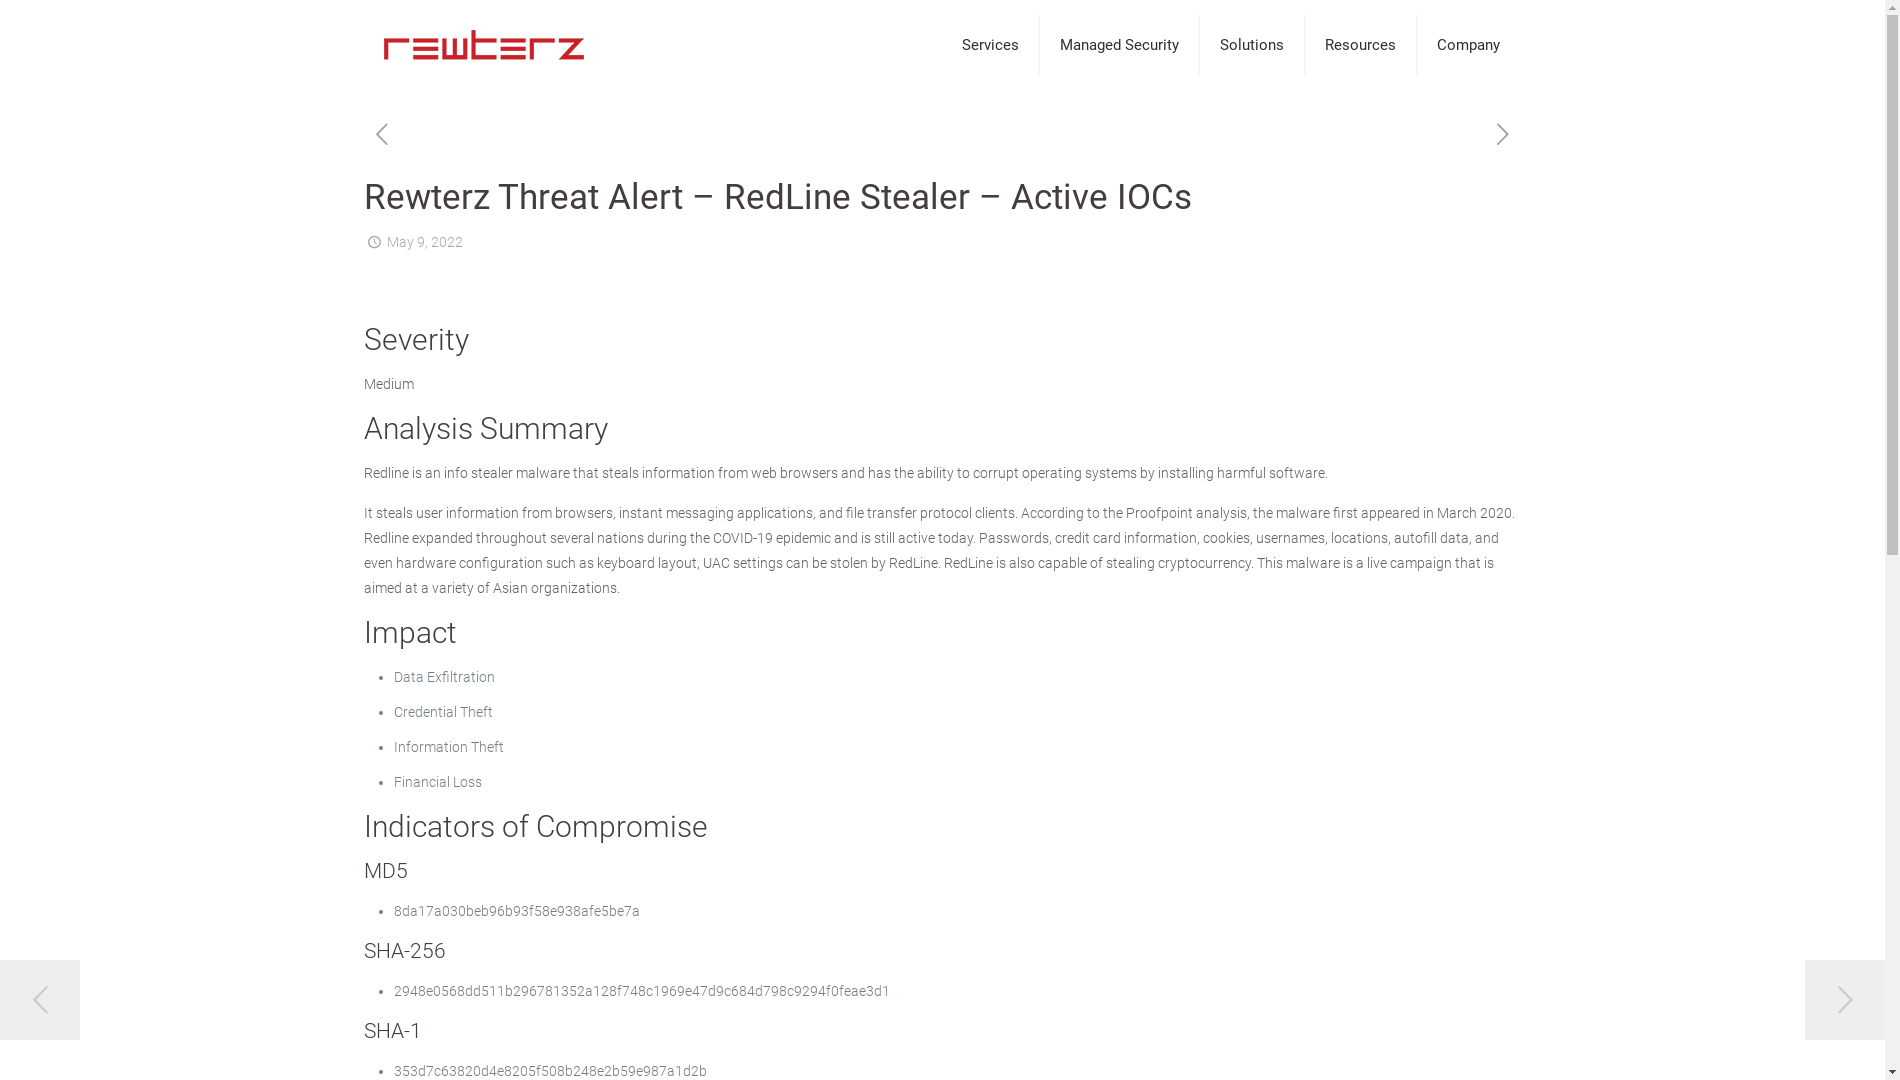 rewterz
Services
Managed Security
Solutions
Resources
Company
Rewterz Threat Alert – RedLine Stealer – Active IOCs
May 9, 2022
Severity
Medium
Analysis Summary
Redline is an info stealer malware that steals information from web browsers and has the ability to corrupt operating systems by installing harmful software.
It steals user information from browsers, instant messaging applications, and file transfer protocol clients. According to the Proofpoint analysis, the malware first appeared in March 2020.
Redline expanded throughout several nations during the COVID-19 epidemic and is still active today. Passwords, credit card information, cookies, usernames, locations, autofill data, and
even hardware configuration such as keyboard layout, UAC settings can be stolen by RedLine. RedLine is also capable of stealing cryptocurrency. This malware is a live campaign that is
aimed at a variety of Asian organizations.
Impact
Data Exfiltration
Credential Theft
Information Theft
Financial Loss
Indicators of Compromise
MD5
8da17a030beb96b93f58e938afe5be7a
SHA-256
2948e0568dd511b296781352a128f748c1969e47d9c684d798c9294f0feae3d1
SHA-1
353d7c63820d4e8205f508b248e2b59e987a1d2b